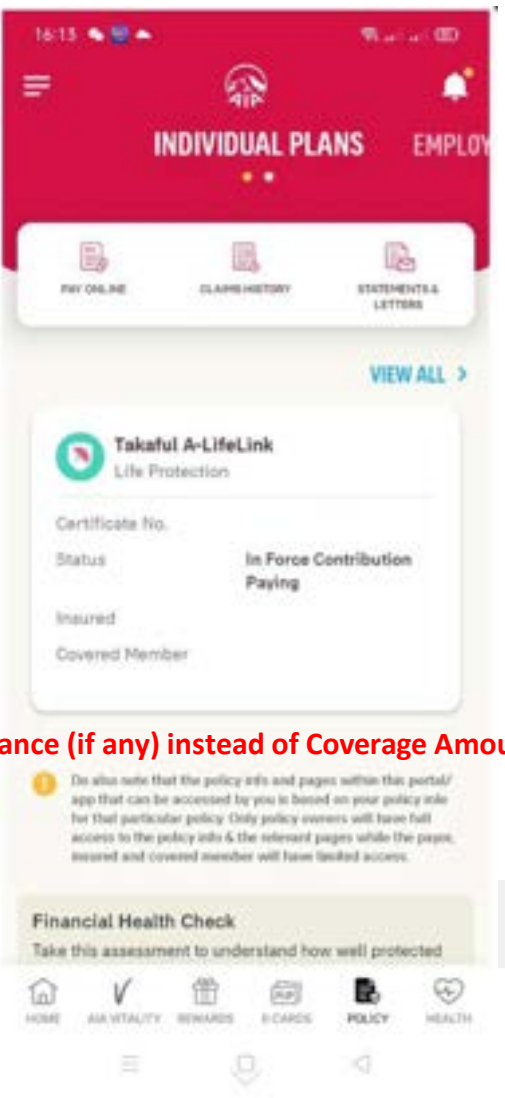 16:13
AIA
INDIVIDUAL PLANS EMPLOY
PAY ONLINE CLAIMS HISTORY STATEMENTS &
LETTERS
VIEW ALL >
Takaful A-LifeLink
Life Protection
Certificate No.
Status In Force Contribution
Paying
Insured
Covered Member
ance (if any) instead of Coverage Amou
Do also note that the policy info and pages within this portal/
app that can be accessed by you is based on your policy role
for that particular policy. Only policy owners will have full
access to the policy info & the relevant pages while the payor,
insured and covered member will have limited access.
Financial Health Check
Take this assessment to understand how well protected
HOME AIA VITALITY REWARDS E-CARDS POLICY HEALTH